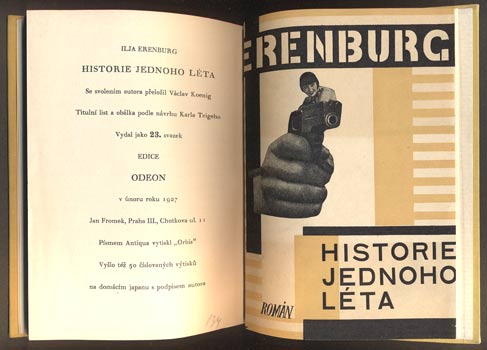 ILJA ERENBURG
HISTORIE JEDNOHO LÉTA
Se svolením autora přeložil Václav Koenig
Titulní list a obálka podle návrhu Karla Teigeho
Vydal jako 23. svazek
EDICE
ODEON
v únoru roku 1927
Jan Fromek, Praha III., Chotkova ul. 11
Písmem Antiqua vytiskl „Orbis"
Vyšlo též 50 číslovaných výtisků
na domácím japanu s podpisem autora
ERENBURG
HISTORIE
JEDNOHO
LÉTA
ROMÁN